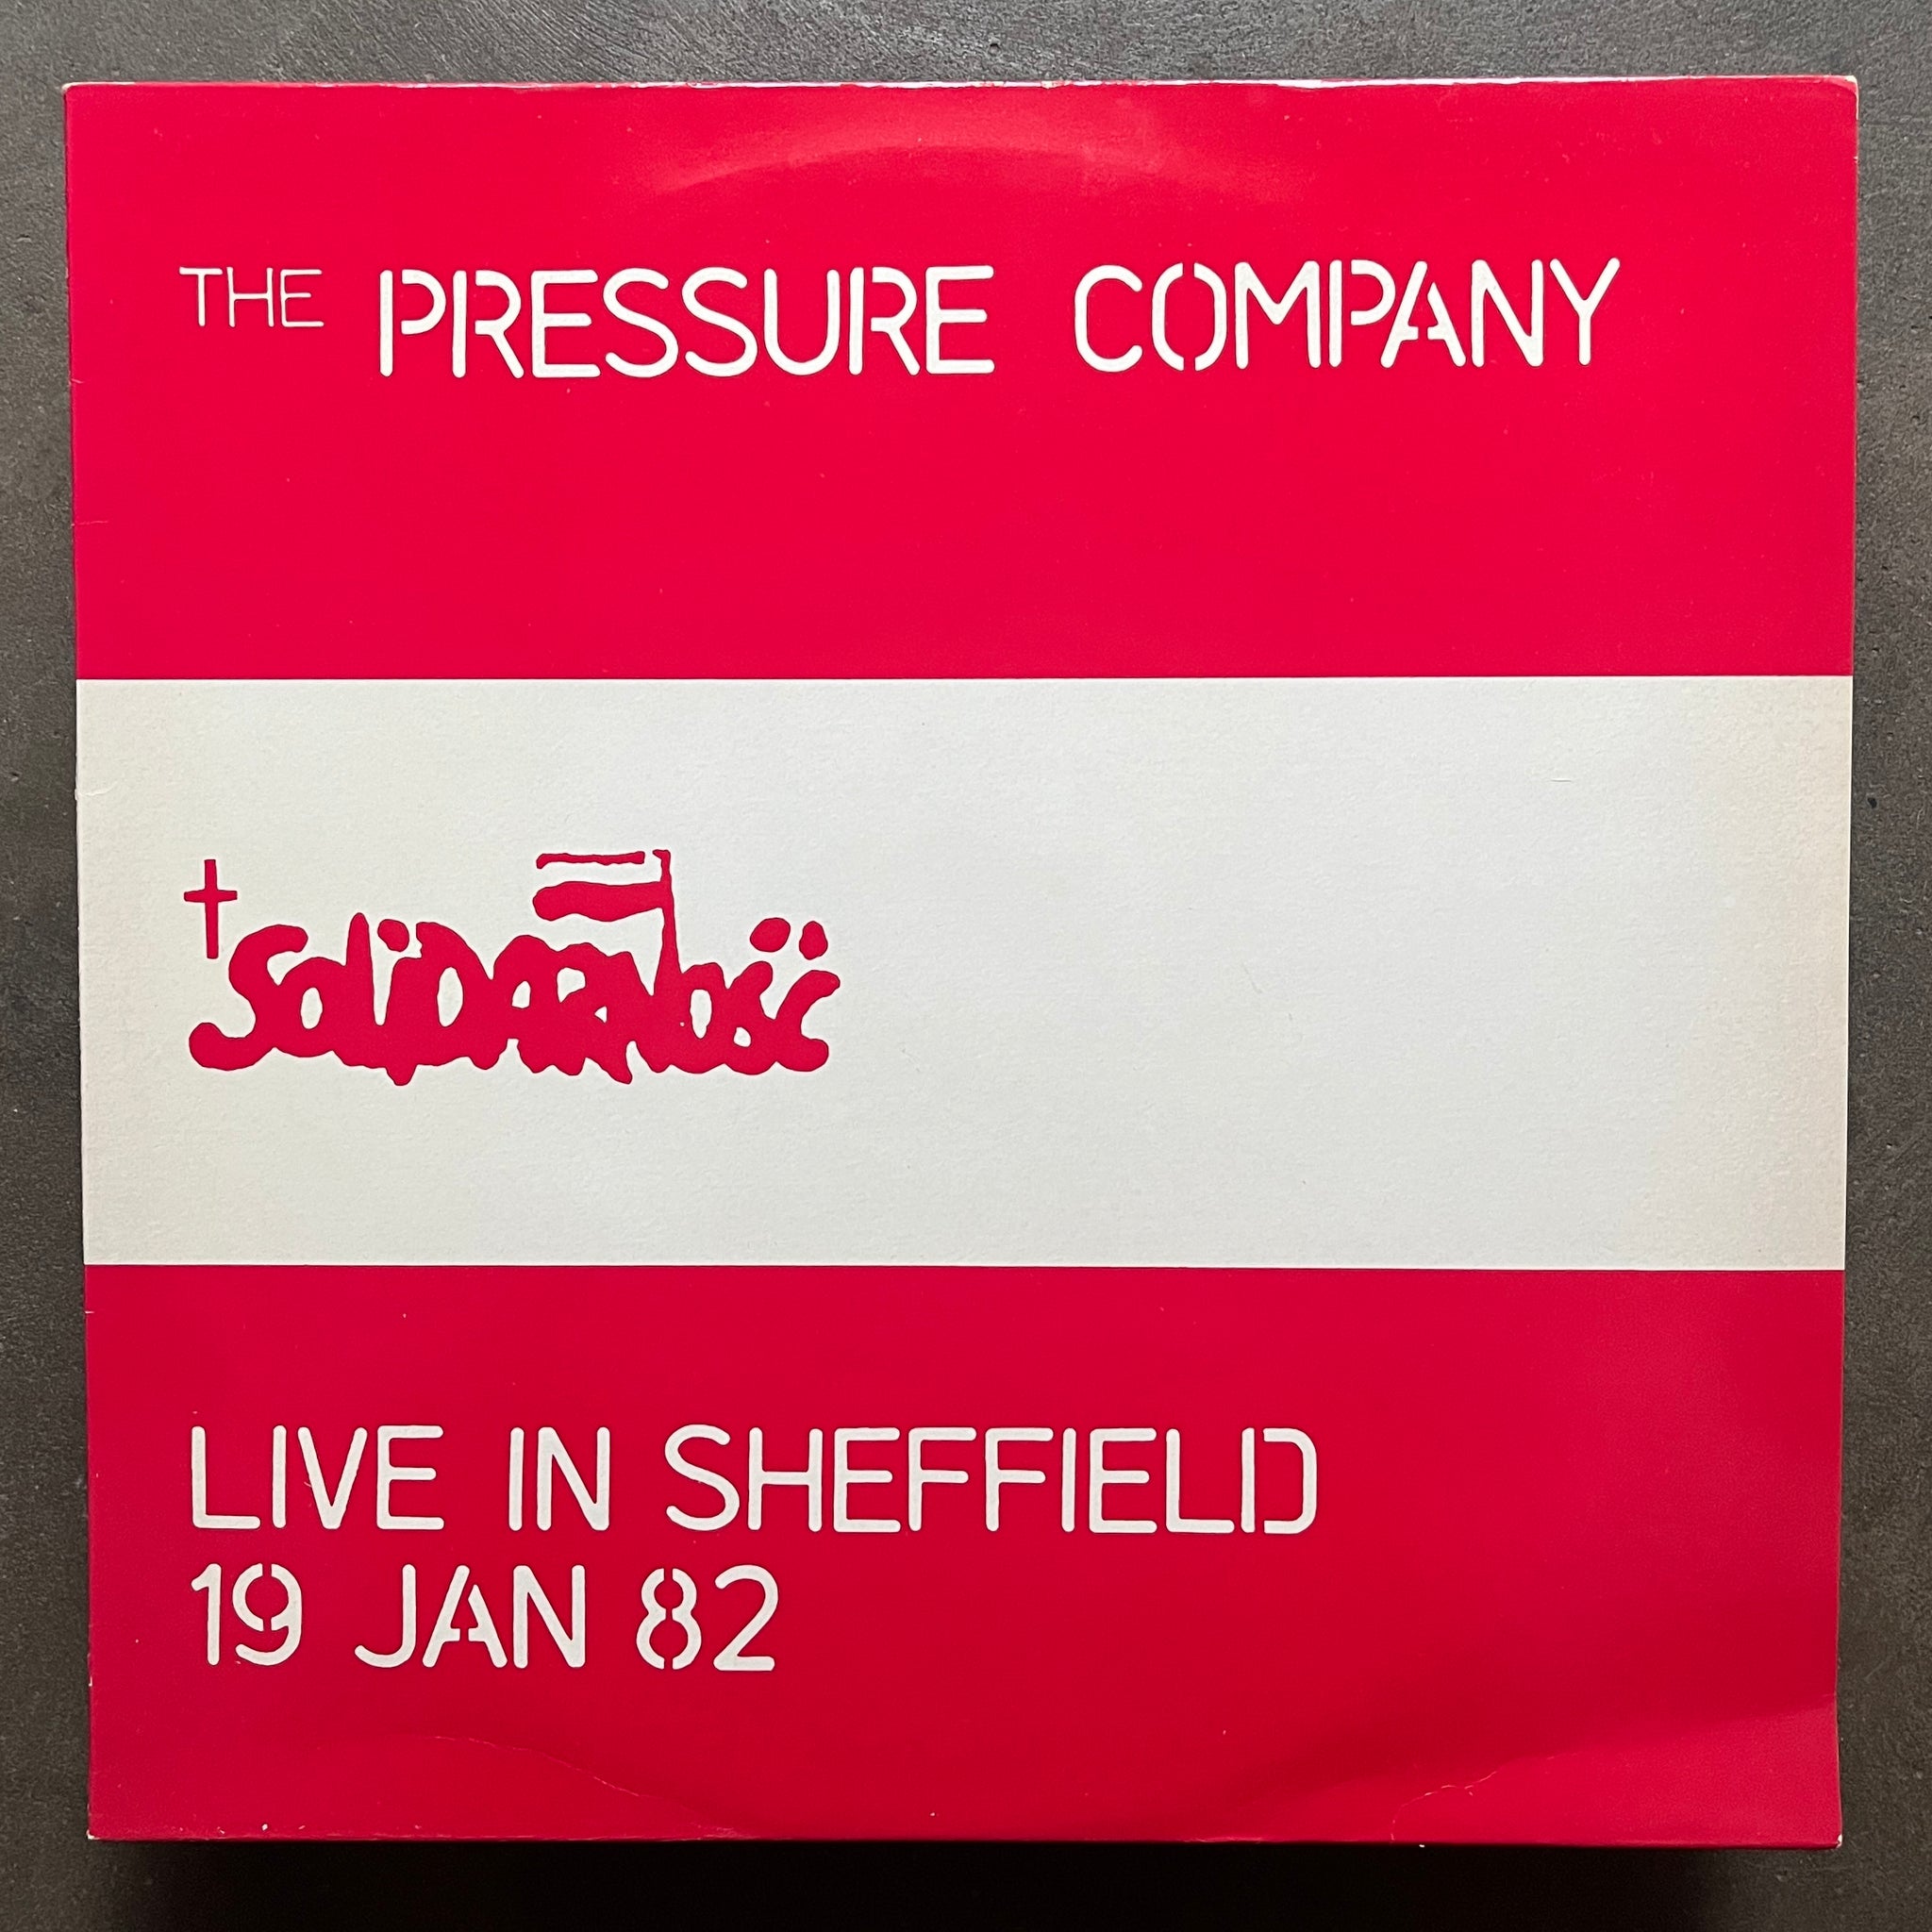 THE PRESSURE COMPANY
Solidarność
LIVE IN SHEFFIELD
19 JAN 82